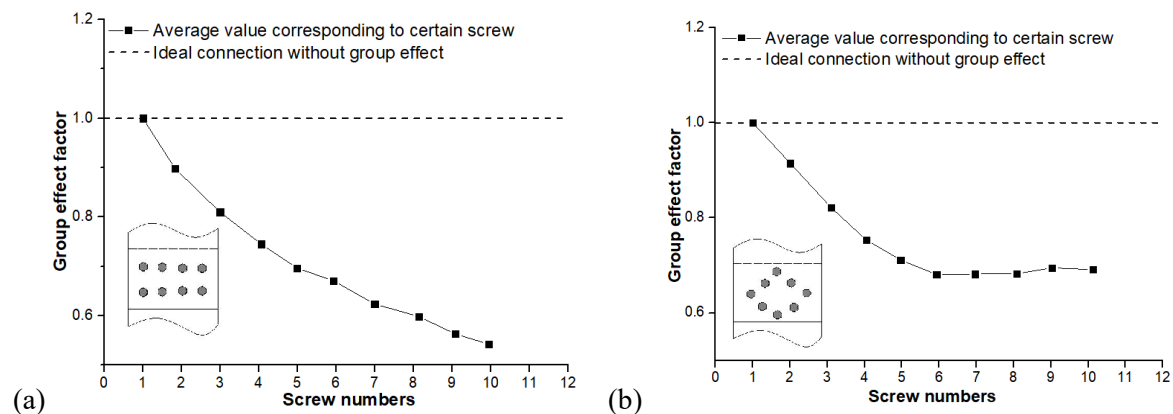 1.2
Average value corresponding to certain screw
Ideal connection without group effect
1.0
0.8
0.6
Group effect factor
0 1 2 3 4 5 6 7 8 9 10 11 12
Screw numbers
(a)
1.2
Average value corresponding to certain screw
Ideal connection without group effect
1.0
0.8
0.6
Group effect factor
0 1 2 3 4 5 6 7 8 9 10 11 12
Screw numbers
(b)